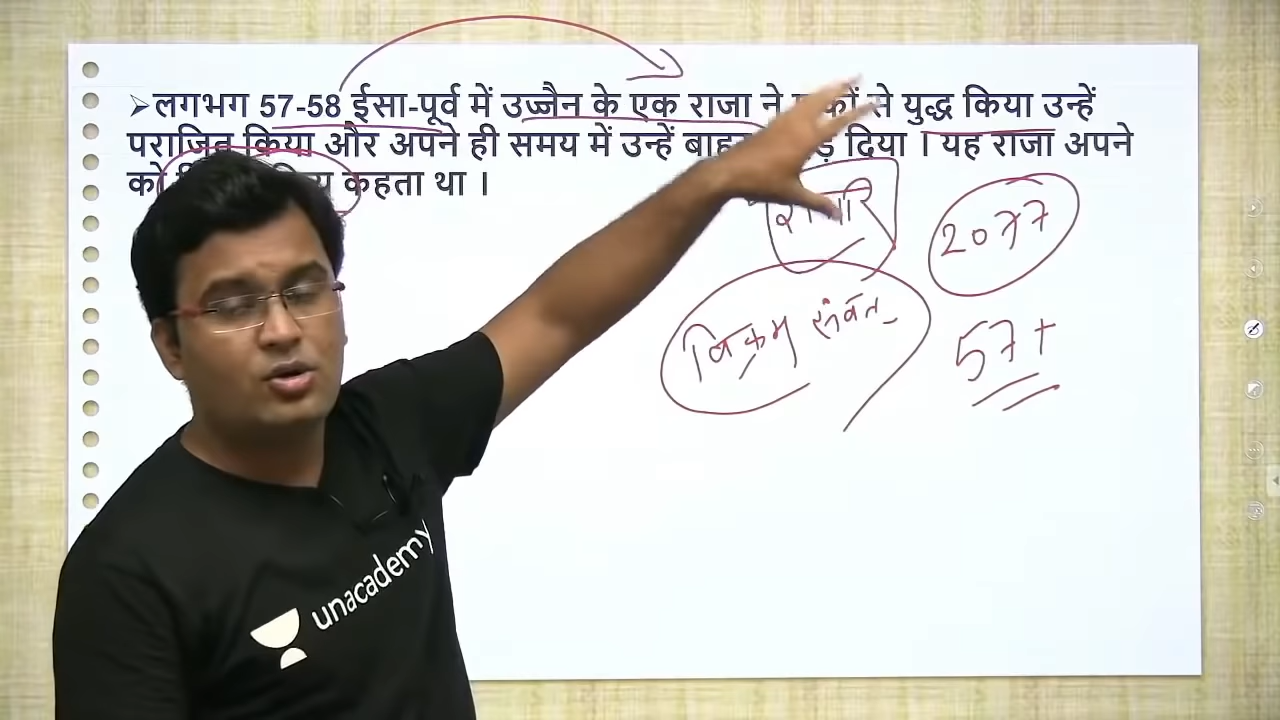 ➢लगभग 57-58 ईसा-पूर्व में उज्जैन के एक राजा ने से युद्ध किया उन्हें
पराजित किया और अपने ही समय में उन्हें दिया । यह राजा अपने
को कहता था ।
2077
विक्रम संवत
57+
unacademy